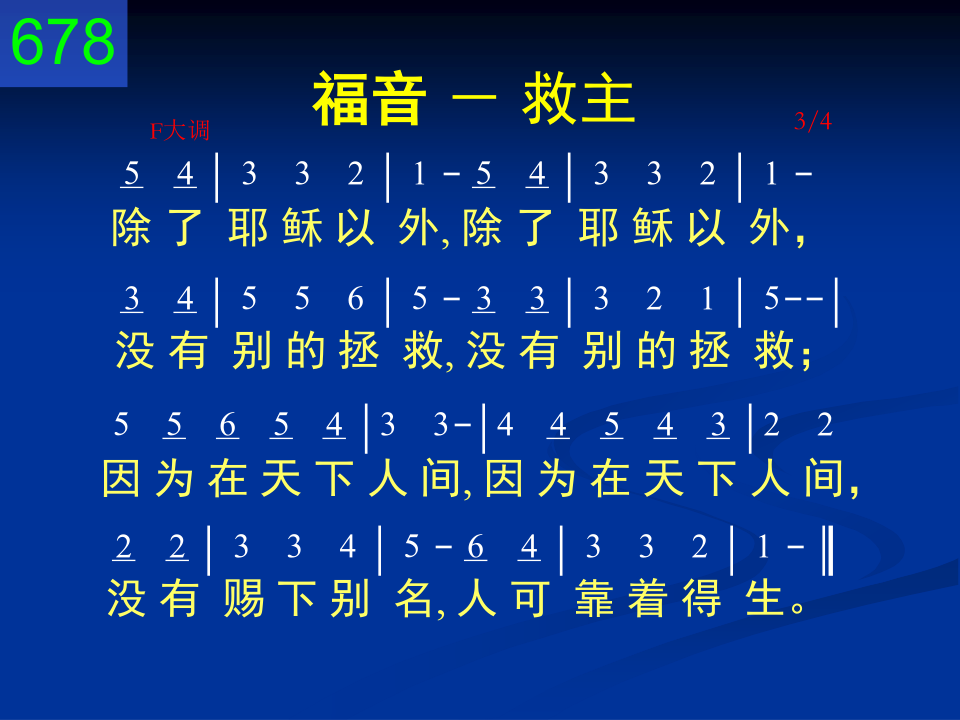 678
福音 － 救主
F大调 3/4
5 4 | 3 3 2 | 1 - 5 4 | 3 3 2 | 1 -
除 了 耶 稣 以 外, 除 了 耶 稣 以 外，
3 4 | 5 5 6 | 5 - 3 3 | 3 2 1 | 5 - - |
没 有 别 的 拯 救, 没 有 别 的 拯 救；
5 5 6 5 4 | 3 3 - | 4 4 5 4 3 | 2 2
因 为 在 天 下 人 间, 因 为 在 天 下 人 间，
2 2 | 3 3 4 | 5 - 6 4 | 3 3 2 | 1 - ‖
没 有 赐 下 别 名, 人 可 靠 着 得 生。